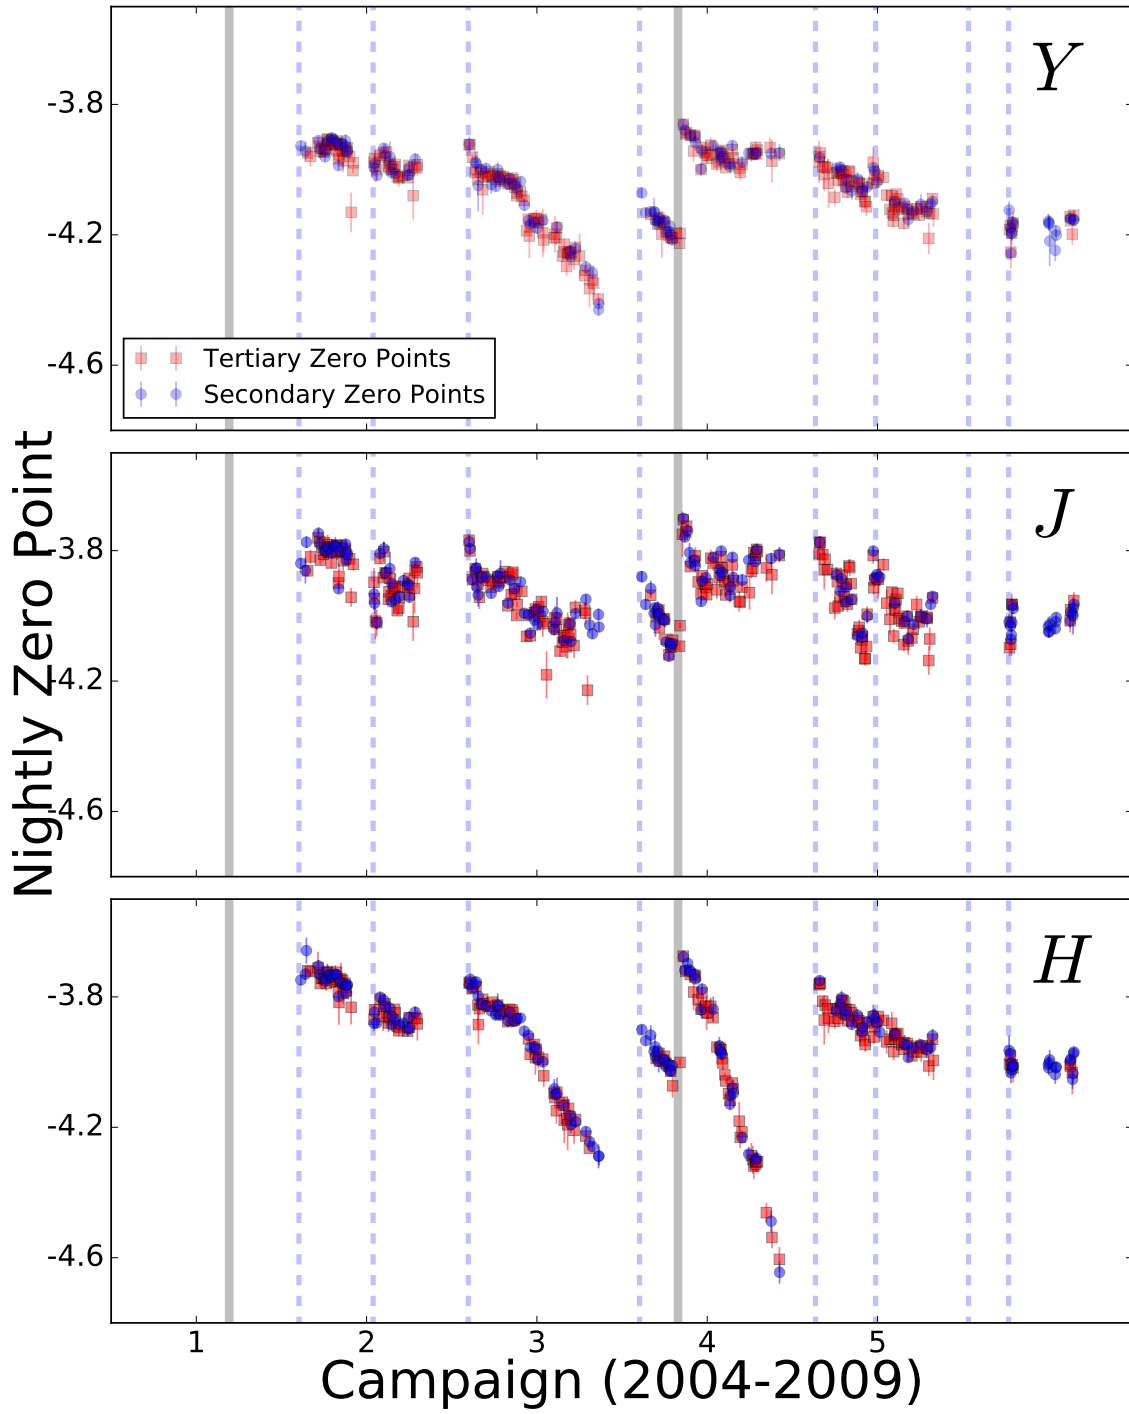 Y
-3.8
-4.2
-4.6
Tertiary Zero Points
Secondary Zero Points
Nightly Zero Point
J
-3.8
-4.2
-4.6
H
-3.8
-4.2
-4.6
1 2 3 4 5
Campaign (2004-2009)